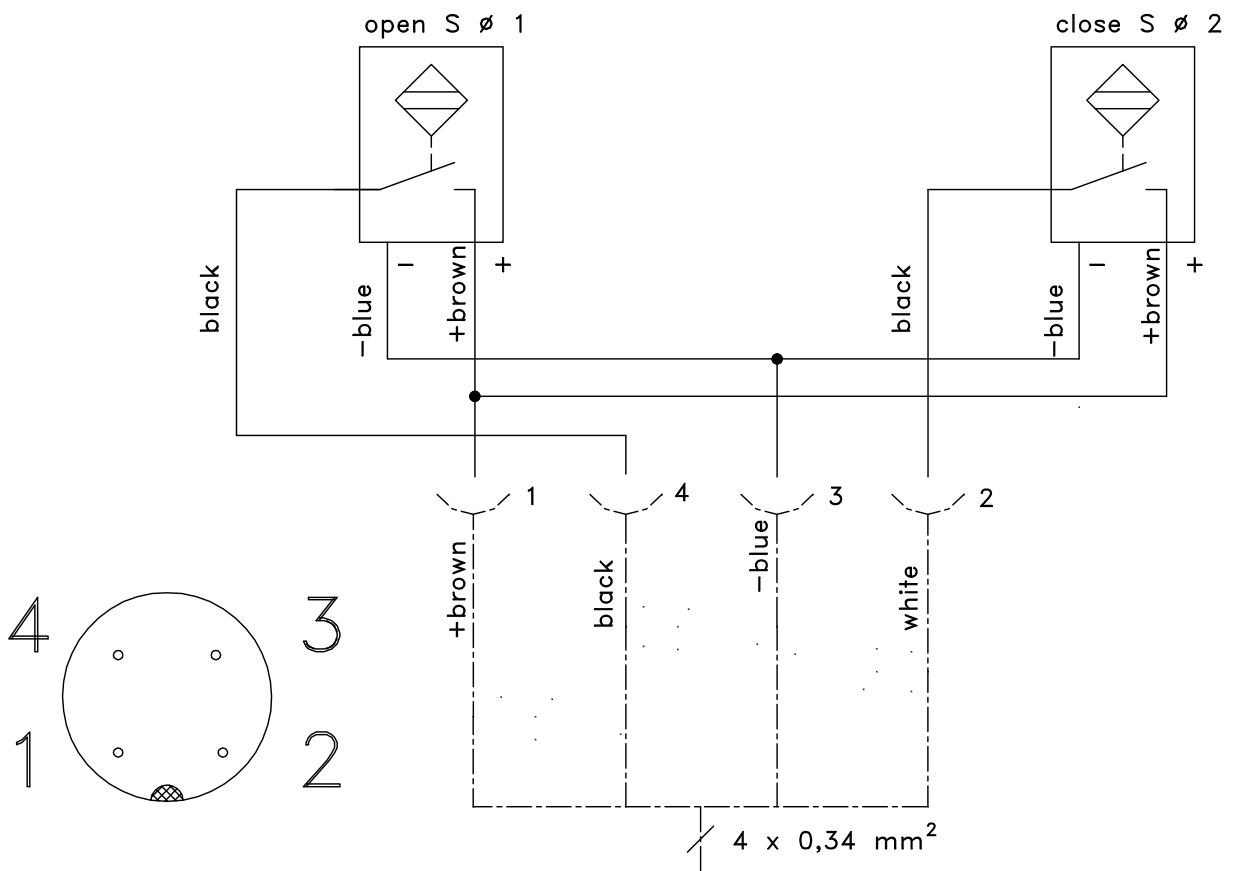 open S ø 1
close S ø 2
− +
− +
black
−blue
+brown
black
−blue
+brown
1
4
3
2
+brown
black
−blue
white
4
3
1
2
4 x 0,34 mm²